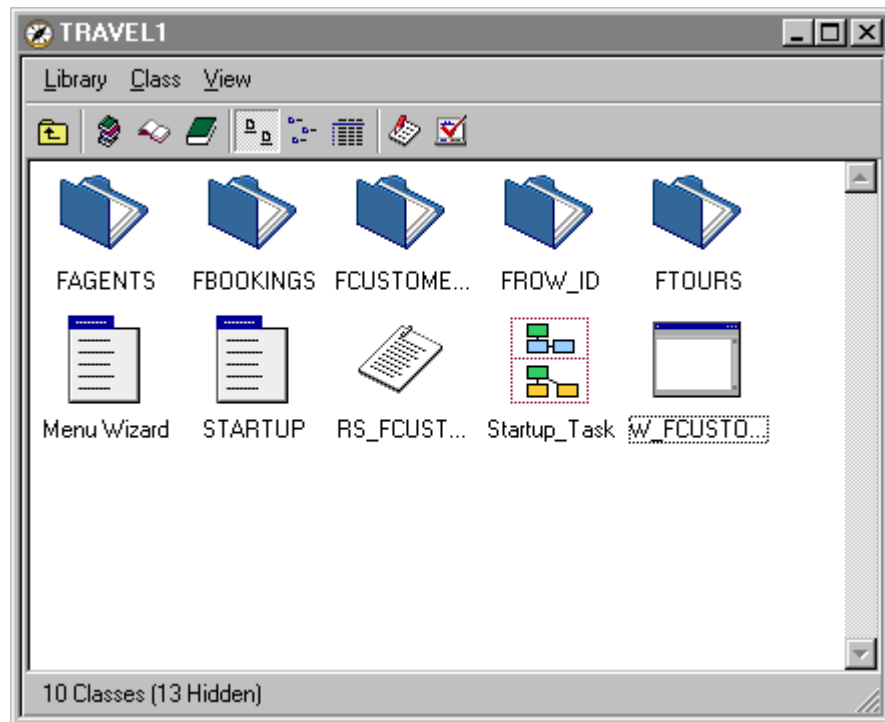 TRAVEL1
Library Class View
FAGENTS FBOOKINGS FCUSTOME... FROW_ID FTOURS
Menu Wizard STARTUP RS_FCUST... Startup_Task W_FCUSTO...
10 Classes (13 Hidden)